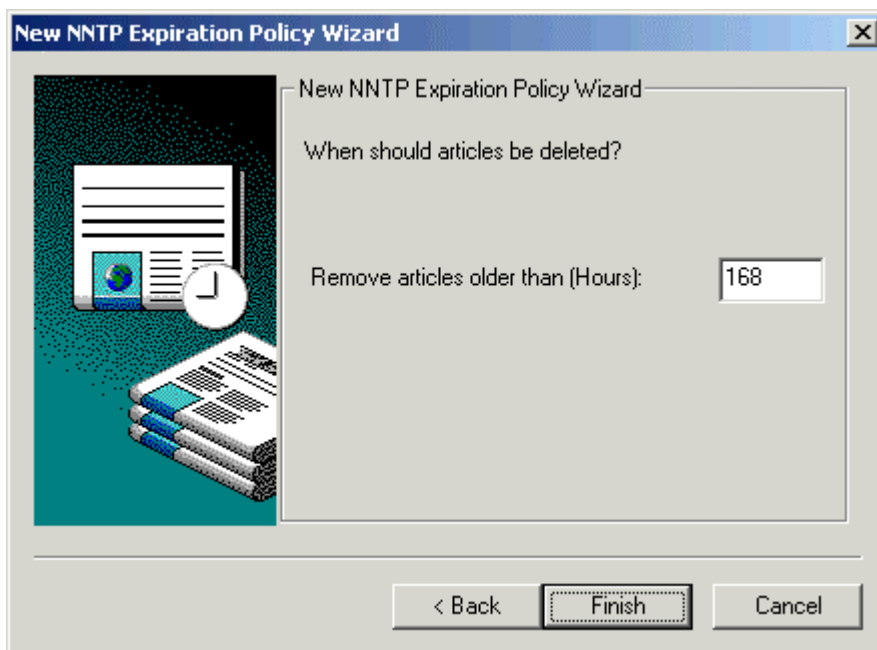 New NNTP Expiration Policy Wizard
New NNTP Expiration Policy Wizard
When should articles be deleted?
Remove articles older than (Hours): 168
< Back Finish Cancel